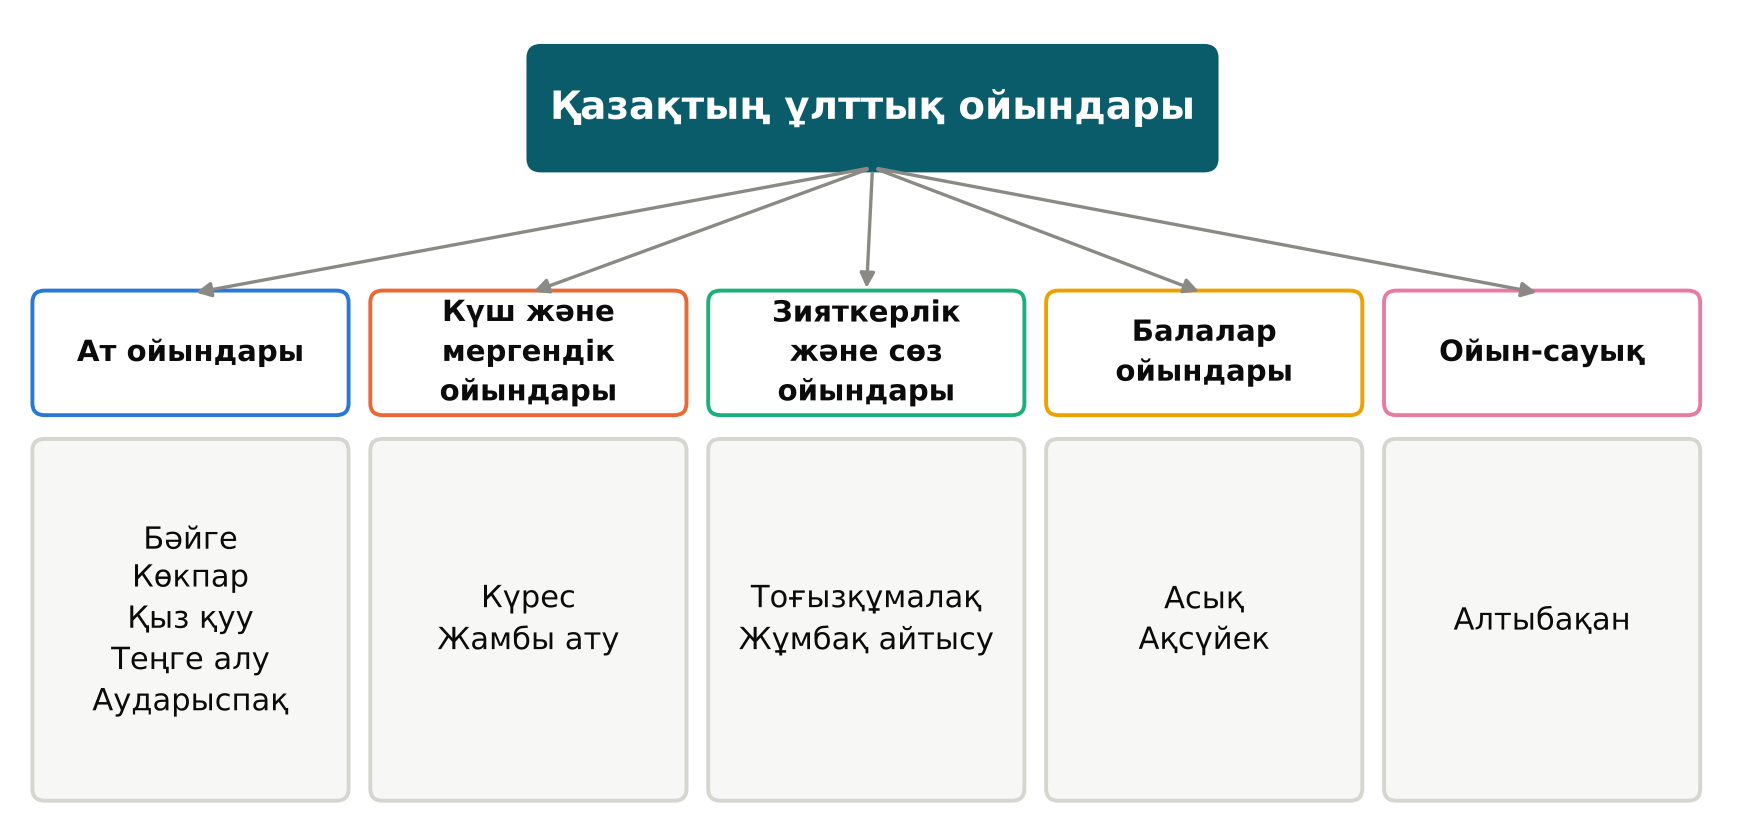 Қазақтың ұлттық ойындары
Ат ойындары
Күш және
мергендік
ойындары
Зияткерлік
және сөз
ойындары
Балалар
ойындары
Ойын-сауық
Бәйге
Көкпар
Қыз қуу
Теңге алу
Аударыспақ
Күрес
Жамбы ату
Тоғызқұмалақ
Жұмбақ айтысу
Асық
Ақсүйек
Алтыбақан